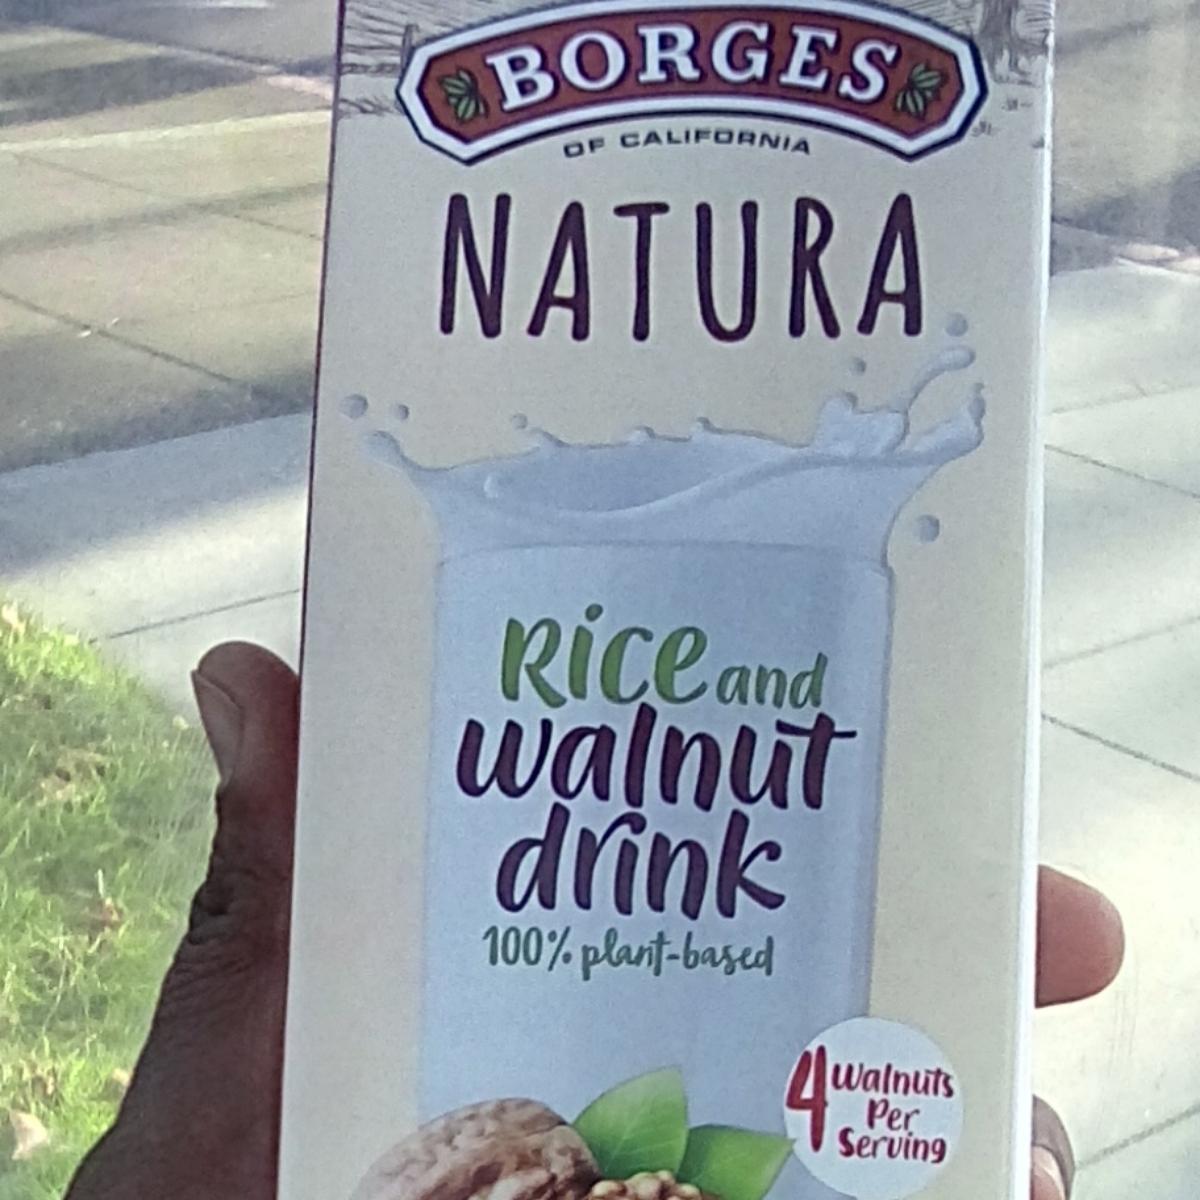 BORGES
OF CALIFORNIA
NATURA
Rice and
walnut
drink
100% plant-based
4 Walnuts
Per
Serving